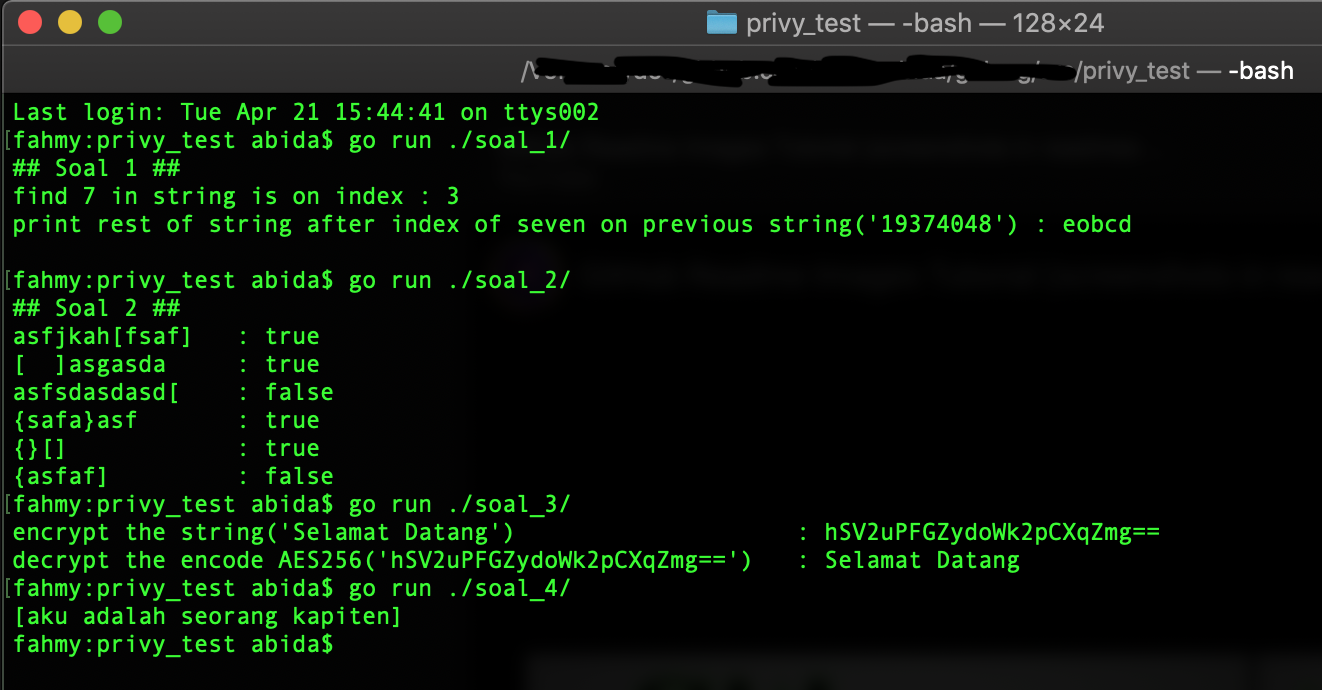 privy_test — -bash — 128×24
/privy_test — -bash
Last login: Tue Apr 21 15:44:41 on ttys002
[fahmy:privy_test abida$ go run ./soal_1/
## Soal 1 ##
find 7 in string is on index : 3
print rest of string after index of seven on previous string('19374048') : eobcd
[fahmy:privy_test abida$ go run ./soal_2/
## Soal 2 ##
asfjkah[fsaf]   : true
[  ]asgasda     : true
asfsdasdasd[    : false
{safa}asf       : true
{}[]            : true
{asfaf]         : false
[fahmy:privy_test abida$ go run ./soal_3/
encrypt the string('Selamat Datang')                    : hSV2uPFGZydoWk2pCXqZmg==
decrypt the encode AES256('hSV2uPFGZydoWk2pCXqZmg==')   : Selamat Datang
[fahmy:privy_test abida$ go run ./soal_4/
[aku adalah seorang kapiten]
fahmy:privy_test abida$